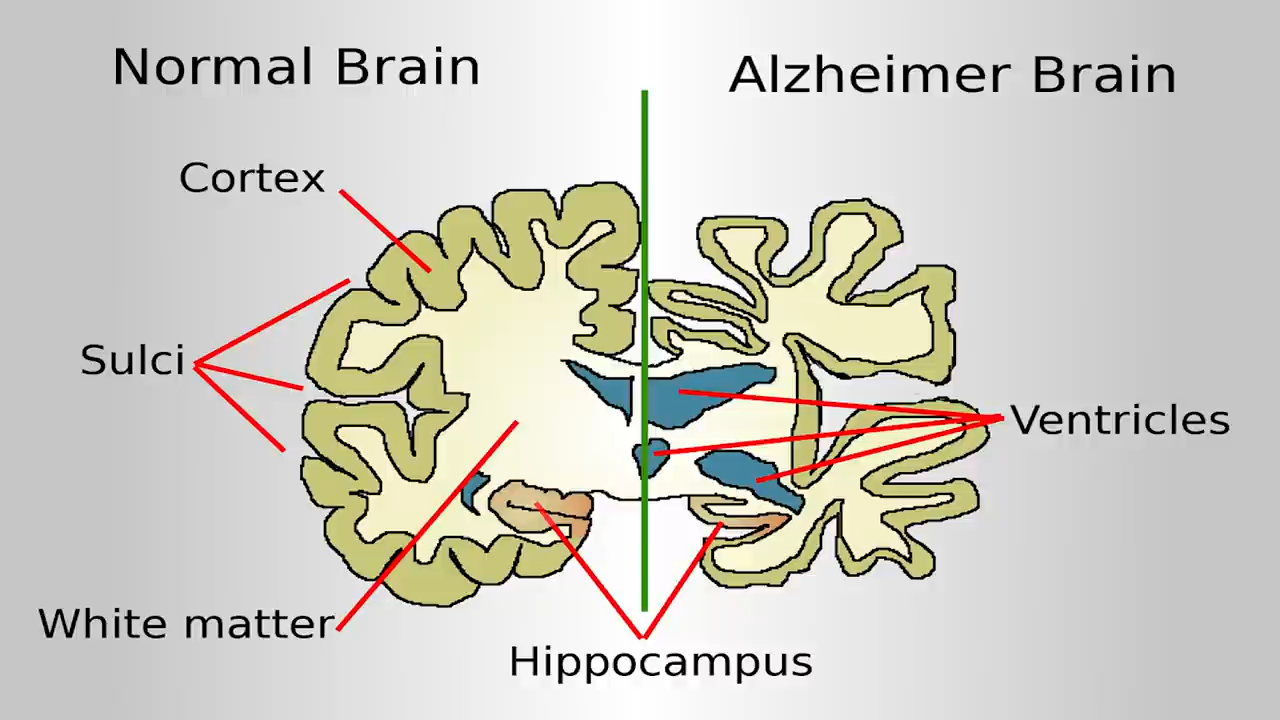 Normal Brain
Alzheimer Brain
Cortex
Sulci
Ventricles
White matter
Hippocampus